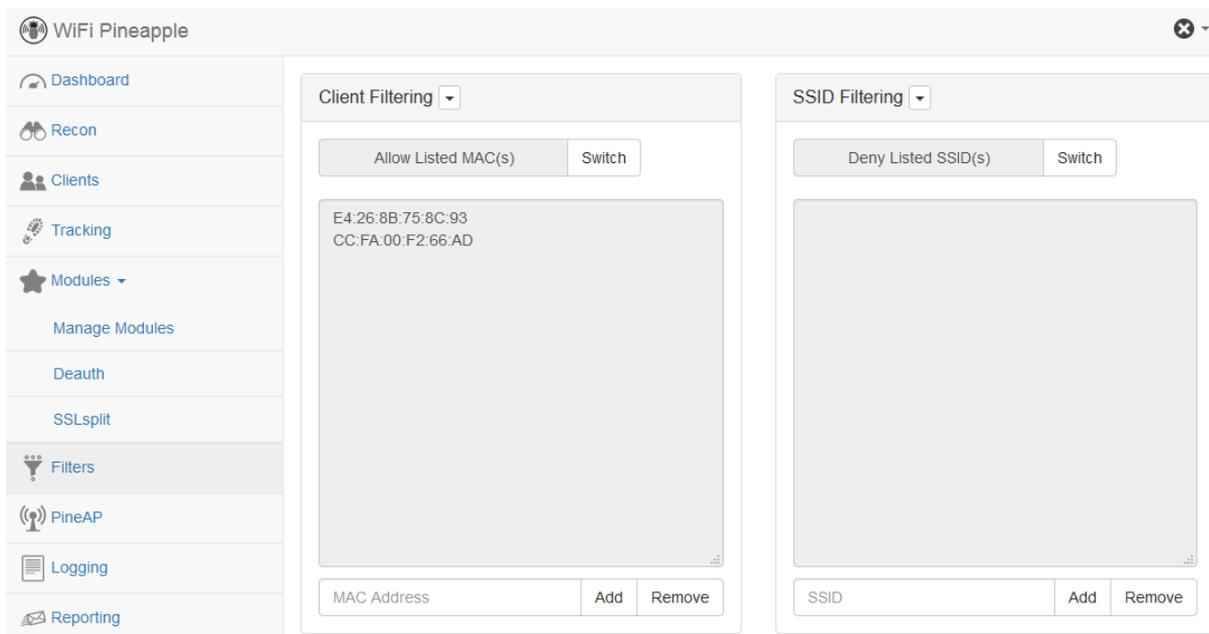 WiFi Pineapple
Dashboard
Recon
Clients
Tracking
Modules
Manage Modules
Deauth
SSLsplit
Filters
PineAP
Logging
Reporting
Client Filtering
Allow Listed MAC(s) Switch
E4:26:8B:75:8C:93
CC:FA:00:F2:66:AD
MAC Address Add Remove
SSID Filtering
Deny Listed SSID(s) Switch
SSID Add Remove